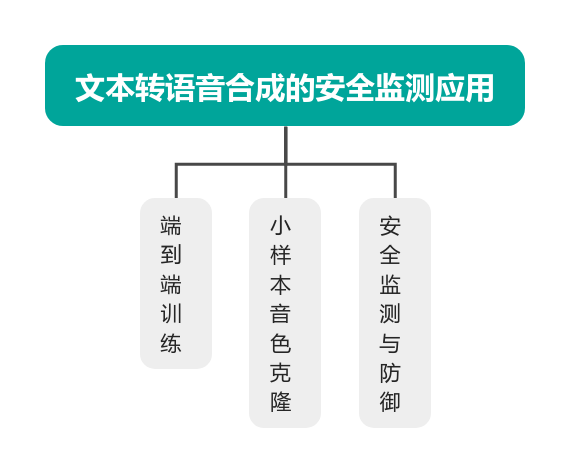 文本转语音合成的安全监测应用
端到端训练
小样本音色克隆
安全监测与防御